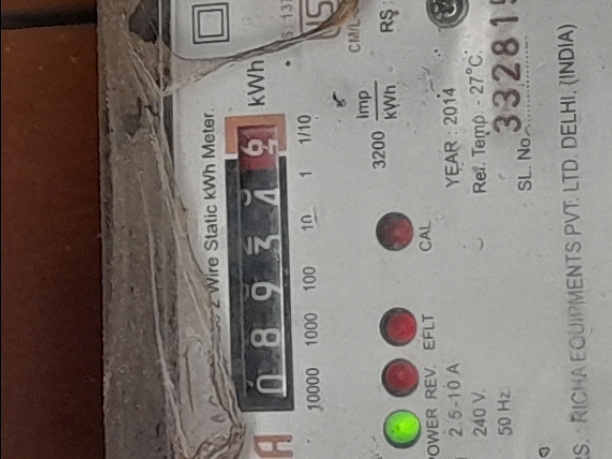 2 Wire Static kWh Meter
0 8 9 3 4 6 kWh
10000 1000 100 10 1 1/10
3200 Imp/kWh
POWER REV. EFLT CAL
2.5-10 A
240 V.
50 Hz
YEAR : 2014
Ref. Temp. - 27°C
SL. No. 332815
RICHA EQUIPMENTS PVT. LTD. DELHI. (INDIA)